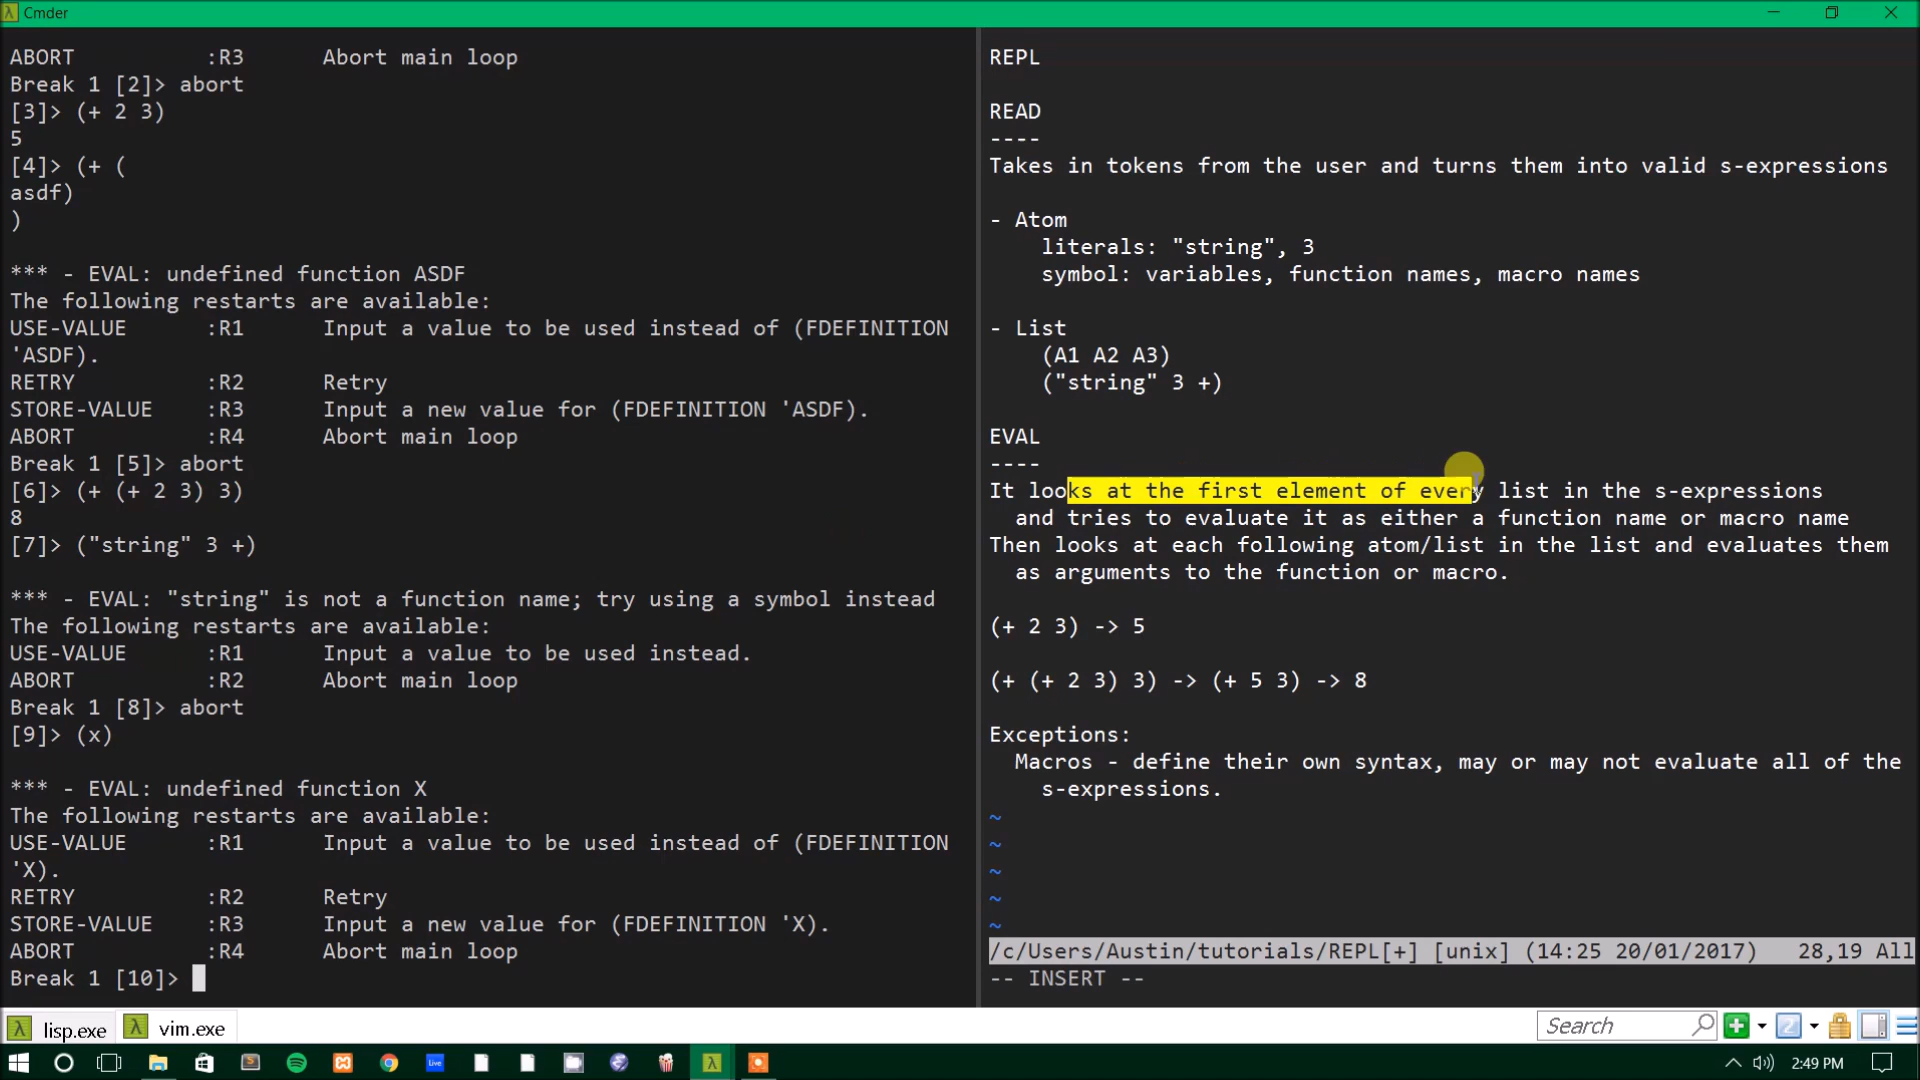 Cmder
ABORT :R3 Abort main loop
Break 1 [2]> abort
[3]> (+ 2 3)
5
[4]> (+ (
asdf)
)
*** - EVAL: undefined function ASDF
The following restarts are available:
USE-VALUE :R1 Input a value to be used instead of (FDEFINITION
'ASDF).
RETRY :R2 Retry
STORE-VALUE :R3 Input a new value for (FDEFINITION 'ASDF).
ABORT :R4 Abort main loop
Break 1 [5]> abort
[6]> (+ (+ 2 3) 3)
8
[7]> ("string" 3 +)
*** - EVAL: "string" is not a function name; try using a symbol instead
The following restarts are available:
USE-VALUE :R1 Input a value to be used instead.
ABORT :R2 Abort main loop
Break 1 [8]> abort
[9]> (x)
*** - EVAL: undefined function X
The following restarts are available:
USE-VALUE :R1 Input a value to be used instead of (FDEFINITION
'X).
RETRY :R2 Retry
STORE-VALUE :R3 Input a new value for (FDEFINITION 'X).
ABORT :R4 Abort main loop
Break 1 [10]>
REPL
READ
----
Takes in tokens from the user and turns them into valid s-expressions
- Atom
literals: "string", 3
symbol: variables, function names, macro names
- List
(A1 A2 A3)
("string" 3 +)
EVAL
----
It looks at the first element of every list in the s-expressions
and tries to evaluate it as either a function name or macro name
Then looks at each following atom/list in the list and evaluates them
as arguments to the function or macro.
(+ 2 3) -> 5
(+ (+ 2 3) 3) -> (+ 5 3) -> 8
Exceptions:
Macros - define their own syntax, may or may not evaluate all of the
s-expressions.
~
~
~
~
~
/c/Users/Austin/tutorials/REPL[+] [unix] (14:25 20/01/2017) 28,19 All
-- INSERT --
lisp.exe
vim.exe
Search
Live
2:49 PM